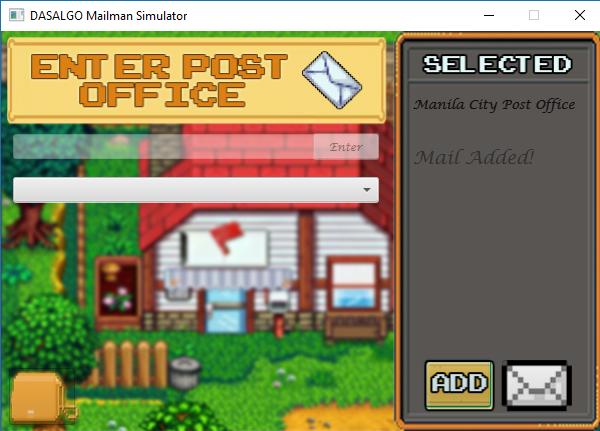 DASALGO Mailman Simulator
ENTER POST
OFFICE
Enter
SELECTED
Manila City Post Office
Mail Added!
ADD